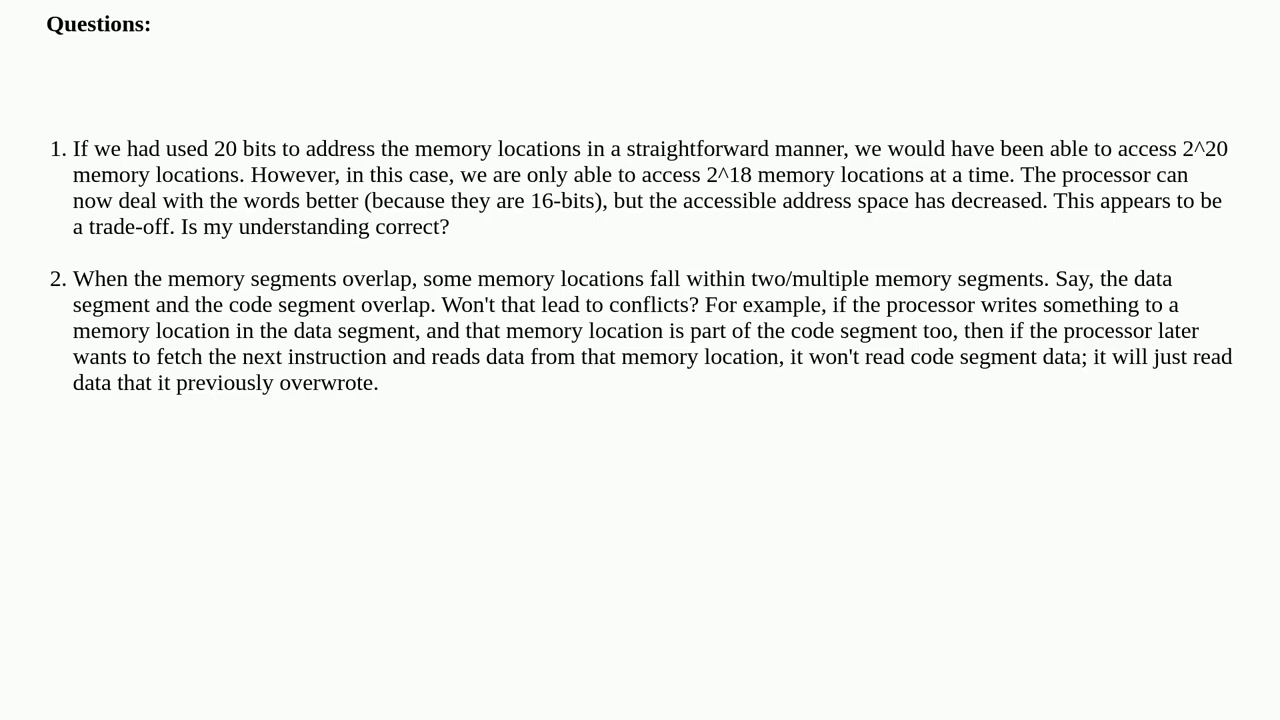 Questions:
1. If we had used 20 bits to address the memory locations in a straightforward manner, we would have been able to access 2^20
memory locations. However, in this case, we are only able to access 2^18 memory locations at a time. The processor can
now deal with the words better (because they are 16-bits), but the accessible address space has decreased. This appears to be
a trade-off. Is my understanding correct?
2. When the memory segments overlap, some memory locations fall within two/multiple memory segments. Say, the data
segment and the code segment overlap. Won't that lead to conflicts? For example, if the processor writes something to a
memory location in the data segment, and that memory location is part of the code segment too, then if the processor later
wants to fetch the next instruction and reads data from that memory location, it won't read code segment data; it will just read
data that it previously overwrote.